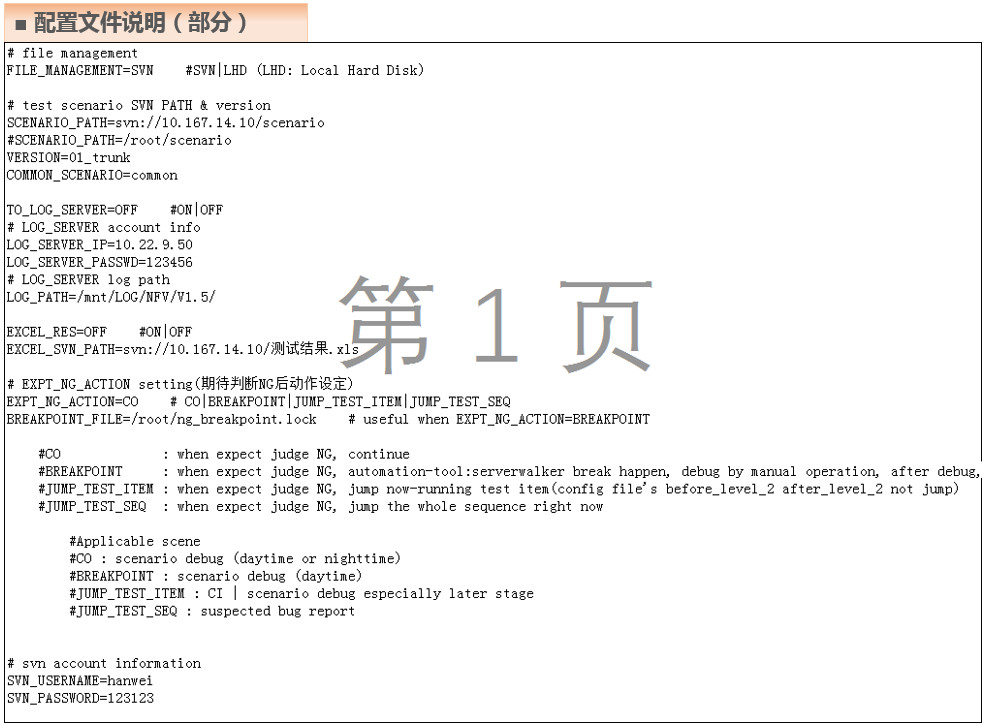 ■ 配置文件说明（部分）
# file management
FILE_MANAGEMENT=SVN    #SVN|LHD (LHD: Local Hard Disk)
# test scenario SVN PATH & version
SCENARIO_PATH=svn://10.167.14.10/scenario
#SCENARIO_PATH=/root/scenario
VERSION=01_trunk
COMMON_SCENARIO=common
TO_LOG_SERVER=OFF    #ON|OFF
# LOG_SERVER account info
LOG_SERVER_IP=10.22.9.50
LOG_SERVER_PASSWD=123456
# LOG_SERVER log path
LOG_PATH=/mnt/LOG/NFV/V1.5/
第 1 页
EXCEL_RES=OFF    #ON|OFF
EXCEL_SVN_PATH=svn://10.167.14.10/测试结果.xls
# EXPT_NG_ACTION setting(期待判断NG后动作设定)
EXPT_NG_ACTION=CO    # CO|BREAKPOINT|JUMP_TEST_ITEM|JUMP_TEST_SEQ
BREAKPOINT_FILE=/root/ng_breakpoint.lock    # useful when EXPT_NG_ACTION=BREAKPOINT
#CO             : when expect judge NG, continue
#BREAKPOINT     : when expect judge NG, automation-tool:serverwalker break happen, debug by manual operation, after debug,
#JUMP_TEST_ITEM : when expect judge NG, jump now-running test item(config file's before_level_2 after_level_2 not jump)
#JUMP_TEST_SEQ  : when expect judge NG, jump the whole sequence right now
#Applicable scene
#CO : scenario debug (daytime or nighttime)
#BREAKPOINT : scenario debug (daytime)
#JUMP_TEST_ITEM : CI | scenario debug especially later stage
#JUMP_TEST_SEQ : suspected bug report
# svn account information
SVN_USERNAME=hanwei
SVN_PASSWORD=123123